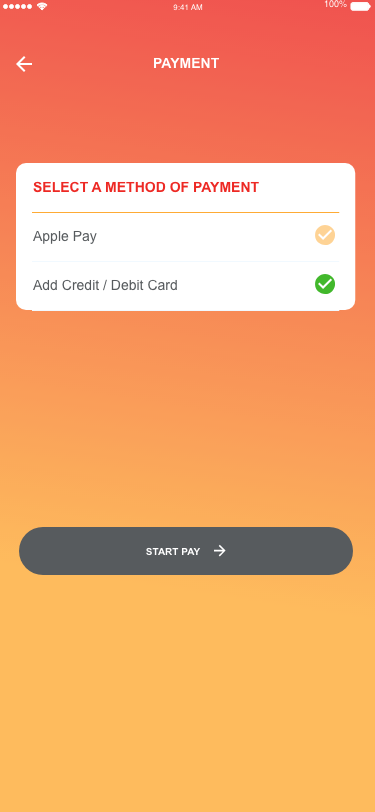 9:41 AM
100%
PAYMENT
SELECT A METHOD OF PAYMENT
Apple Pay
Add Credit / Debit Card
START PAY